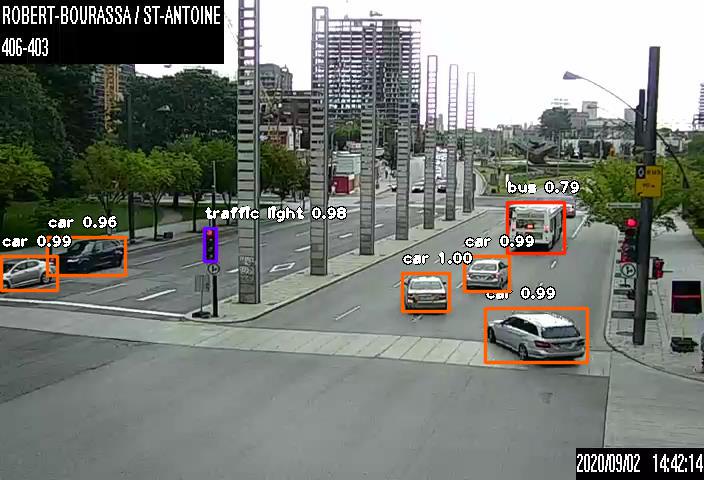 ROBERT-BOURASSA / ST-ANTOINE
406-403
bus 0.79
traffic light 0.98
car 0.96
car 0.99
car 0.99
car 1.00
car 0.99
2020/09/02 14:42:14